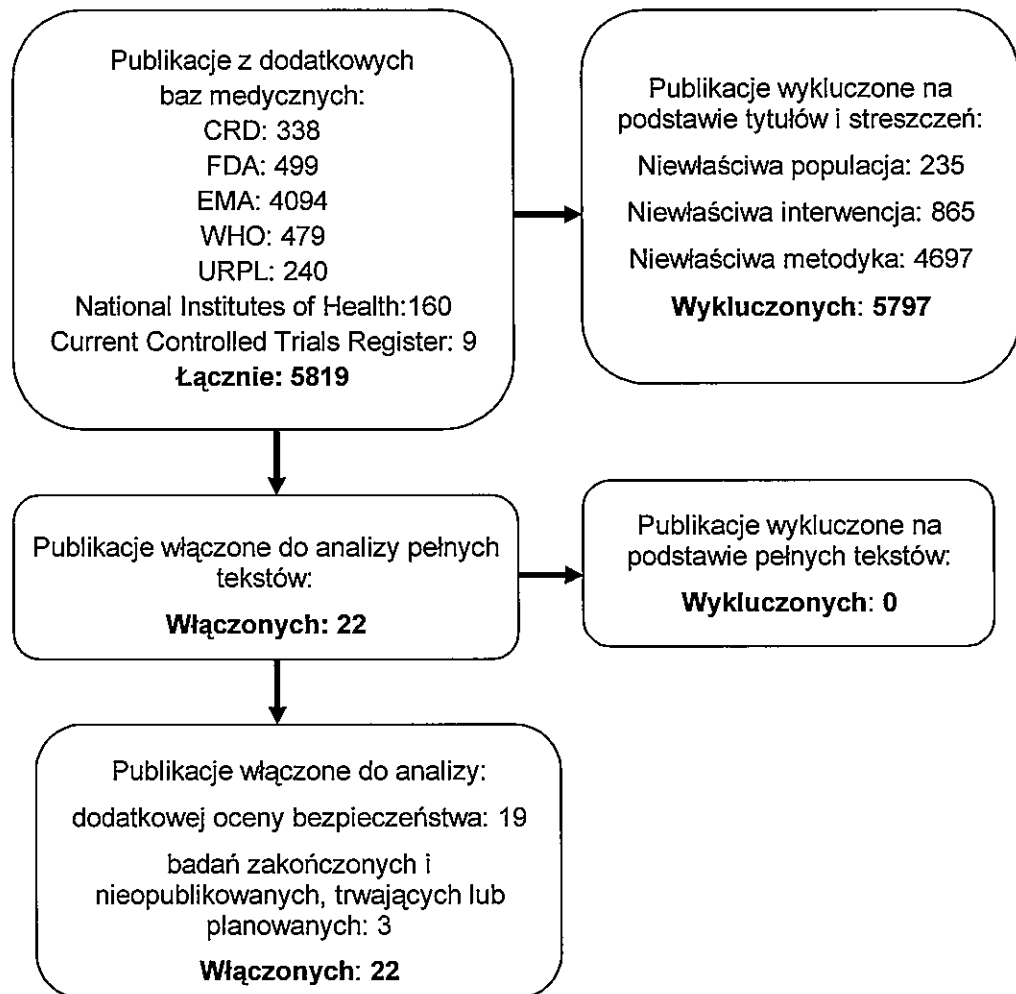 Publikacje z dodatkowych
baz medycznych:
CRD: 338
FDA: 499
EMA: 4094
WHO: 479
URPL: 240
National Institutes of Health:160
Current Controlled Trials Register: 9
Łącznie: 5819
Publikacje wykluczone na
podstawie tytułów i streszczeń:
Niewłaściwa populacja: 235
Niewłaściwa interwencja: 865
Niewłaściwa metodyka: 4697
Wykluczonych: 5797
Publikacje włączone do analizy pełnych
tekstów:
Włączonych: 22
Publikacje wykluczone na
podstawie pełnych tekstów:
Wykluczonych: 0
Publikacje włączone do analizy:
dodatkowej oceny bezpieczeństwa: 19
badań zakończonych i
nieopublikowanych, trwających lub
planowanych: 3
Włączonych: 22